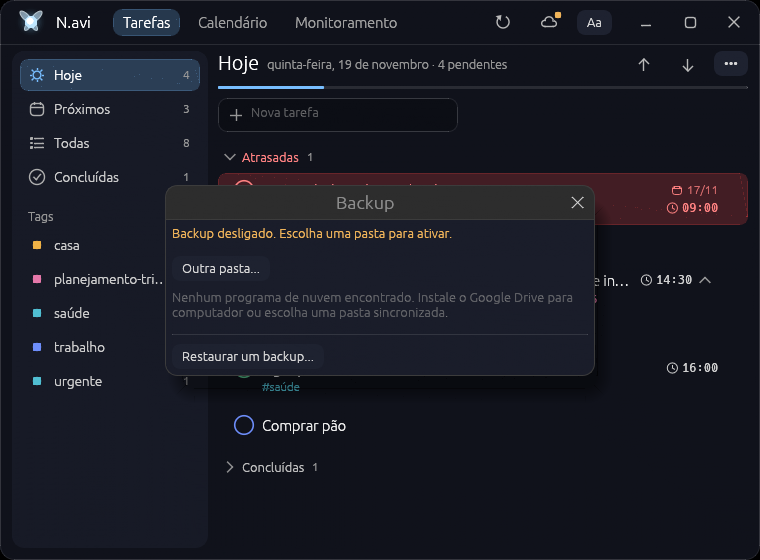 N.avi Tarefas Calendário Monitoramento Aa
Hoje 4
Próximos 3
Todas 8
Concluídas 1
Tags
casa
planejamento-tri...
saúde
trabalho
urgente 1
Hoje quinta-feira, 19 de novembro · 4 pendentes
Nova tarefa
Atrasadas 1
17/11
09:00
14:30
16:00
#saúde
Comprar pão
Concluídas 1
Backup
Backup desligado. Escolha uma pasta para ativar.
Outra pasta...
Nenhum programa de nuvem encontrado. Instale o Google Drive para
computador ou escolha uma pasta sincronizada.
Restaurar um backup...